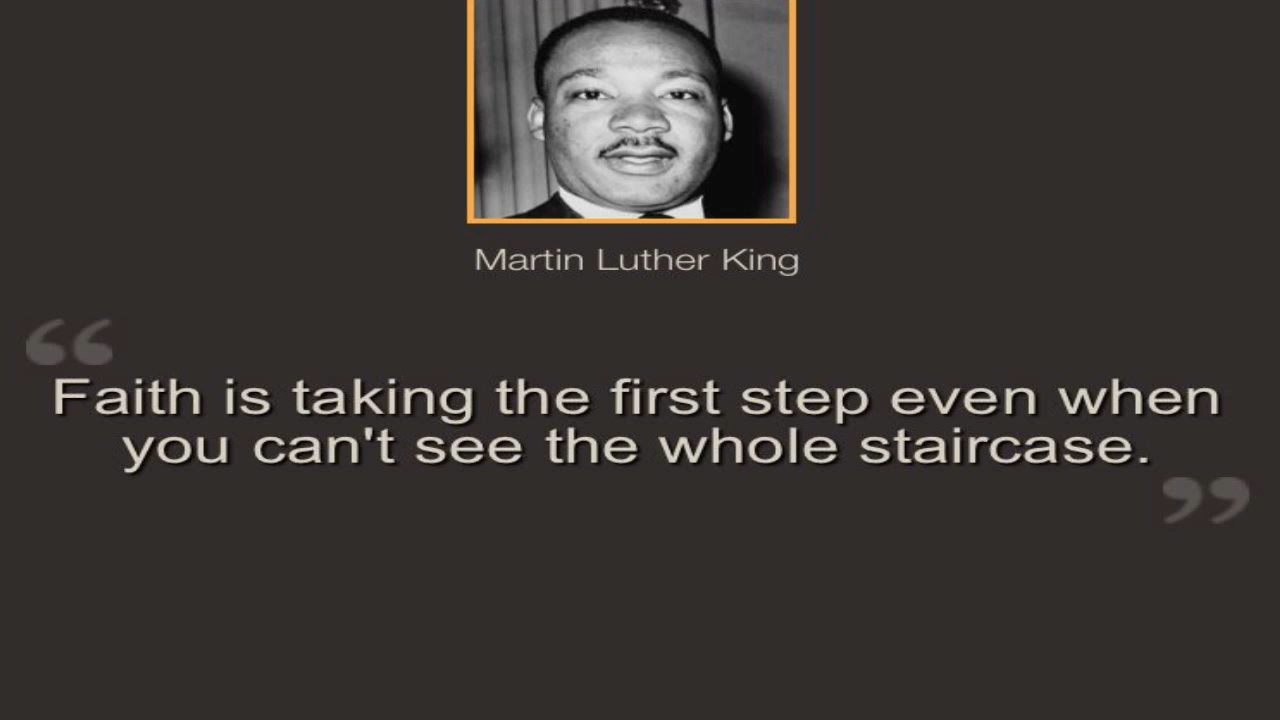 Martin Luther King
“
Faith is taking the first step even when
you can't see the whole staircase.
”